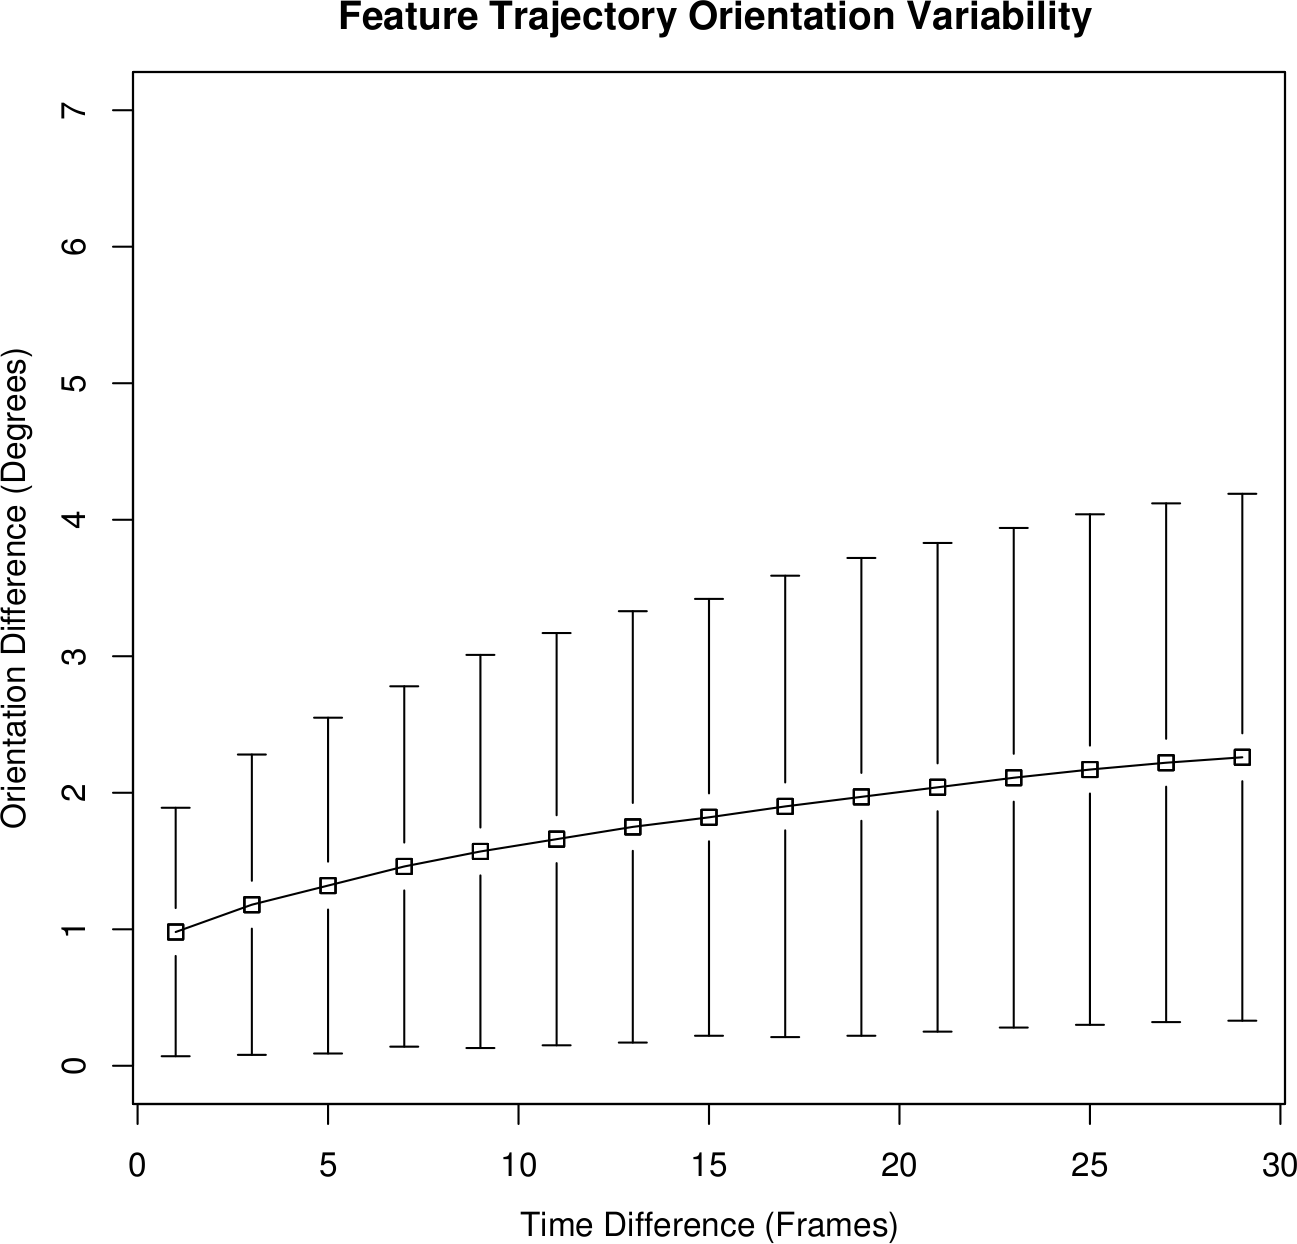 Feature Trajectory Orientation Variability
Orientation Difference (Degrees)
7
6
5
4
3
2
1
0
0 5 10 15 20 25 30
Time Difference (Frames)